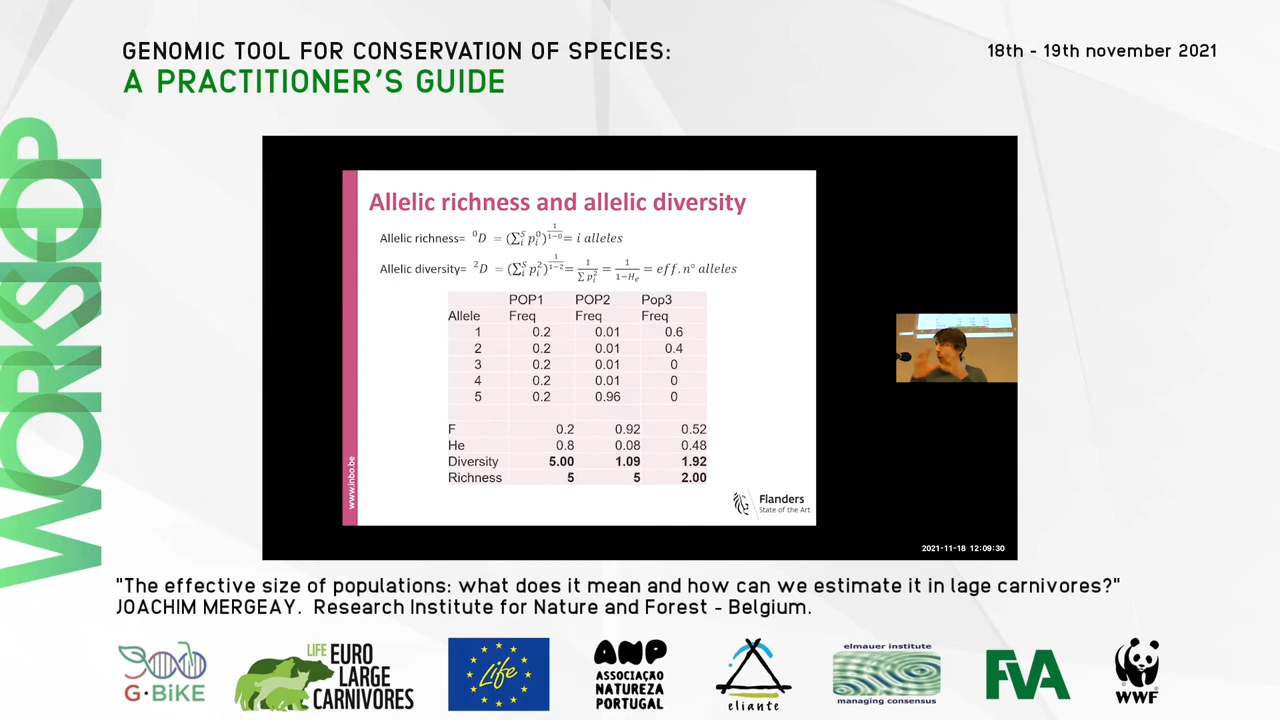 GENOMIC TOOL FOR CONSERVATION OF SPECIES:
A PRACTITIONER'S GUIDE
18th - 19th november 2021
WORKSHOP
Allelic richness and allelic diversity
Allelic richness= ⁰D = (∑ᵢˢ pᵢ⁰)^(1/(1−0)) = i alleles
Allelic diversity= ²D = (∑ᵢˢ pᵢ²)^(1/(1−2)) = 1/(∑ pᵢ²) = 1/(1−Hₑ) = eff. n° alleles
POP1 POP2 Pop3
Allele Freq Freq Freq
1 0.2 0.01 0.6
2 0.2 0.01 0.4
3 0.2 0.01 0
4 0.2 0.01 0
5 0.2 0.96 0
F 0.2 0.92 0.52
He 0.8 0.08 0.48
Diversity 5.00 1.09 1.92
Richness 5 5 2.00
www.inbo.be
Flanders
State of the Art
2021-11-18 12:09:30
"The effective size of populations: what does it mean and how can we estimate it in lage carnivores?"
JOACHIM MERGEAY. Research Institute for Nature and Forest - Belgium.
G·BiKE
LIFE EURO
LARGE
CARNIVORES
Life
ANP
ASSOCIAÇÃO
NATUREZA
PORTUGAL
eliante
elmauer institute
managing consensus
FVA
WWF